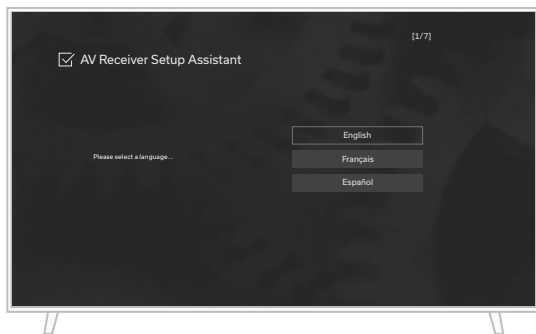 [1/7]
AV Receiver Setup Assistant
English
Please select a language...
Français
Español